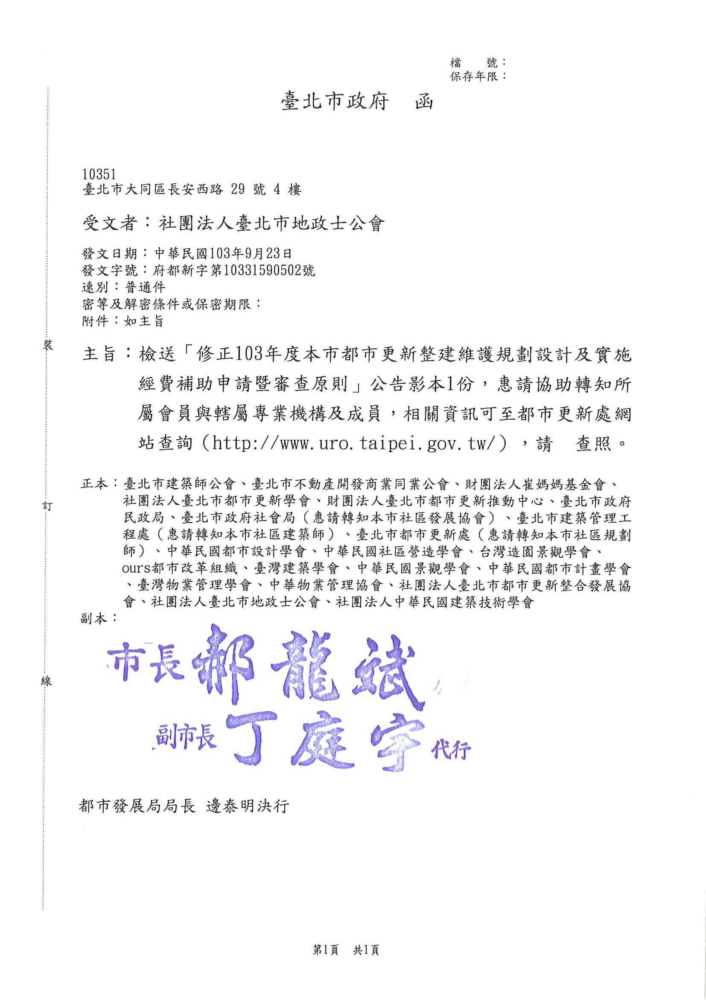 檔　　號：
保存年限：
臺北市政府　函
10351
臺北市大同區長安西路 29 號 4 樓
受文者：社團法人臺北市地政士公會
發文日期：中華民國103年9月23日
發文字號：府都新字第10331590502號
速別：普通件
密等及解密條件或保密期限：
附件：如主旨
主旨：檢送「修正103年度本市都市更新整建維護規劃設計及實施
經費補助申請暨審查原則」公告影本1份，惠請協助轉知所
屬會員與轄屬專業機構及成員，相關資訊可至都市更新處網
站查詢（http://www.uro.taipei.gov.tw/），請　查照。
正本：臺北市建築師公會、臺北市不動產開發商業同業公會、財團法人崔媽媽基金會、
社團法人臺北市都市更新學會、財團法人臺北市都市更新推動中心、臺北市政府
民政局、臺北市政府社會局（惠請轉知本市社區發展協會）、臺北市建築管理工
程處（惠請轉知本市社區建築師）、臺北市都市更新處（惠請轉知本市社區規劃
師）、中華民國都市設計學會、中華民國社區營造學會、台灣造園景觀學會、
ours都市改革組織、臺灣建築學會、中華民國景觀學會、中華民國都市計畫學會
、臺灣物業管理學會、中華物業管理協會、社團法人臺北市都市更新整合發展協
會、社團法人臺北市地政士公會、社團法人中華民國建築技術學會
副本：
市長郝龍斌
副市長丁庭宇代行
都市發展局局長 邊泰明決行
裝
訂
線
第1頁　共1頁